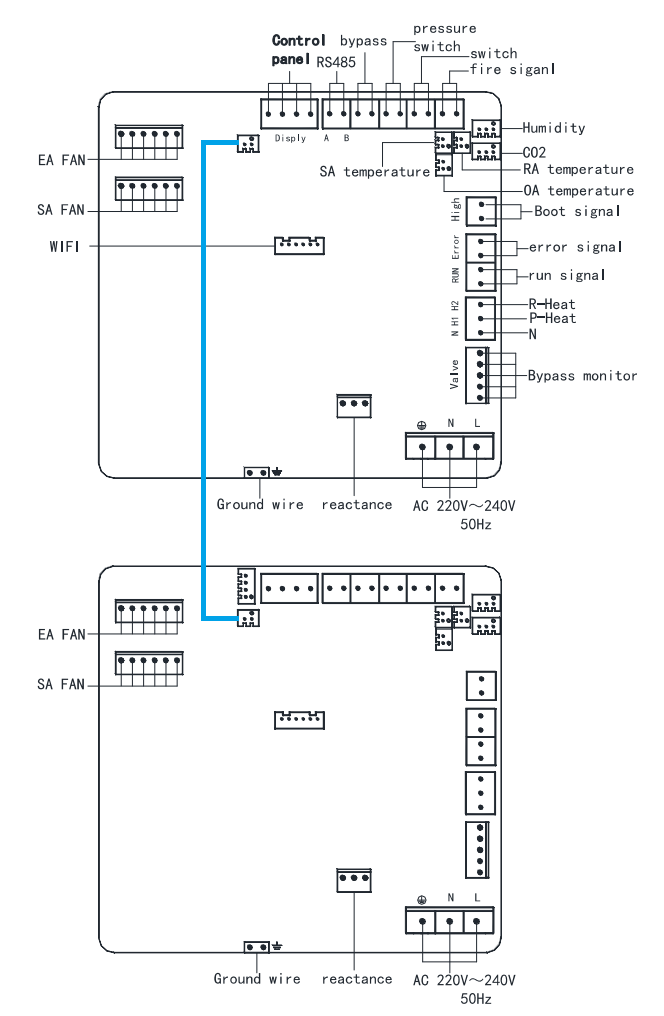 pressure
Control bypass switch
panel RS485 switch
fire siganl
Disply A B
Humidity
EA FAN
CO2
SA temperature RA temperature
OA temperature
SA FAN
High Boot signal
WIFI
Error error signal
RUN run signal
N H1 H2
R-Heat
P-Heat
N
Valve Bypass monitor
N L
Ground wire reactance AC 220V～240V
50Hz
EA FAN
SA FAN
N L
Ground wire reactance AC 220V～240V
50Hz